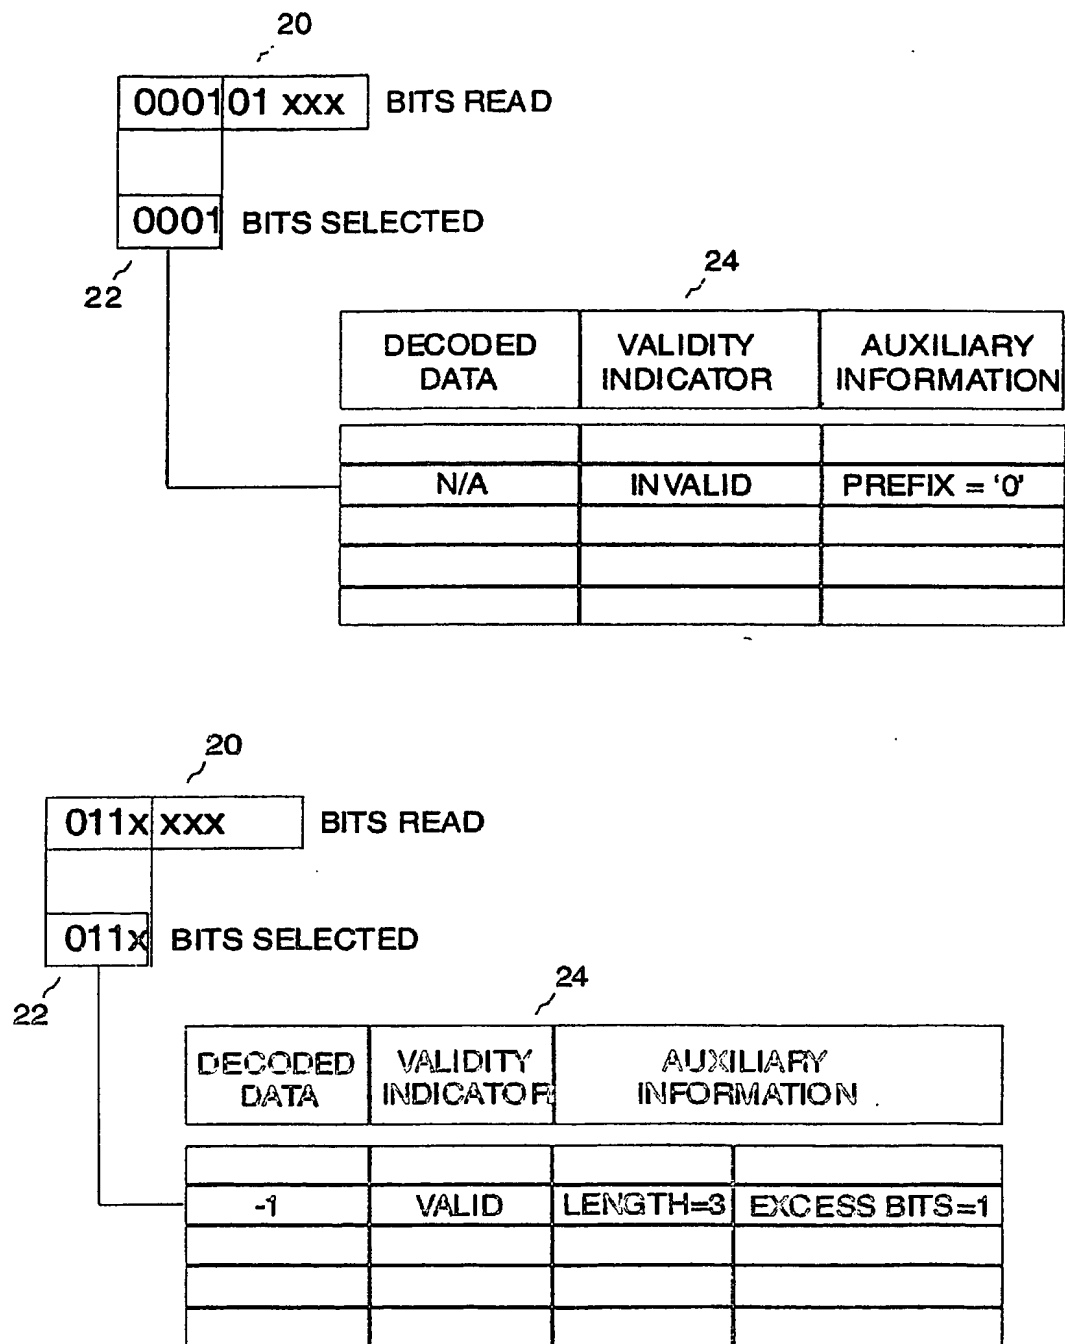 20
000101 xxx BITS READ
0001 BITS SELECTED
22
24
DECODED DATA VALIDITY INDICATOR AUXILIARY INFORMATION
N/A INVALID PREFIX = '0'
20
011x xxx BITS READ
011x BITS SELECTED
22
24
DECODED DATA VALIDITY INDICATOR AUXILIARY INFORMATION
-1 VALID LENGTH=3 EXCESS BITS=1